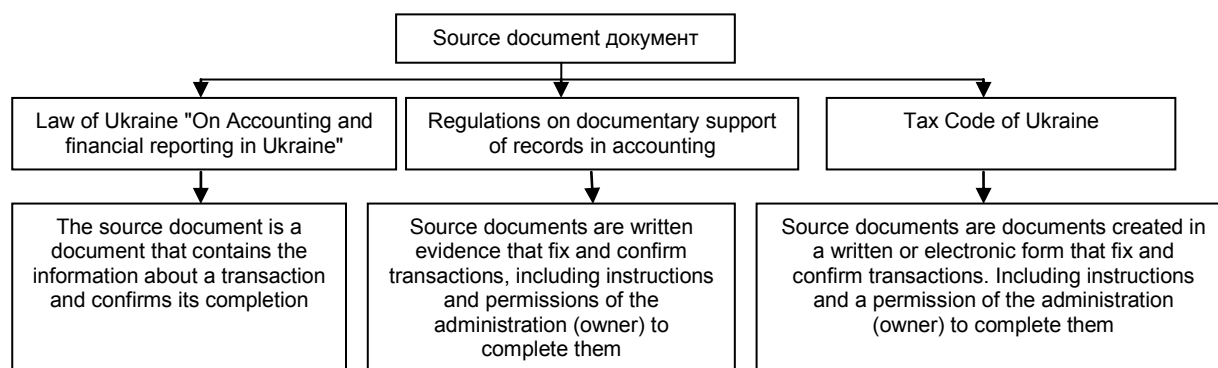 Source document документ
Law of Ukraine "On Accounting and
financial reporting in Ukraine"
Regulations on documentary support
of records in accounting
Tax Code of Ukraine
The source document is a
document that contains the
information about a transaction
and confirms its completion
Source documents are written
evidence that fix and confirm
transactions, including instructions
and permissions of the
administration (owner) to
complete them
Source documents are documents created in
a written or electronic form that fix and
confirm transactions. Including instructions
and a permission of the administration
(owner) to complete them